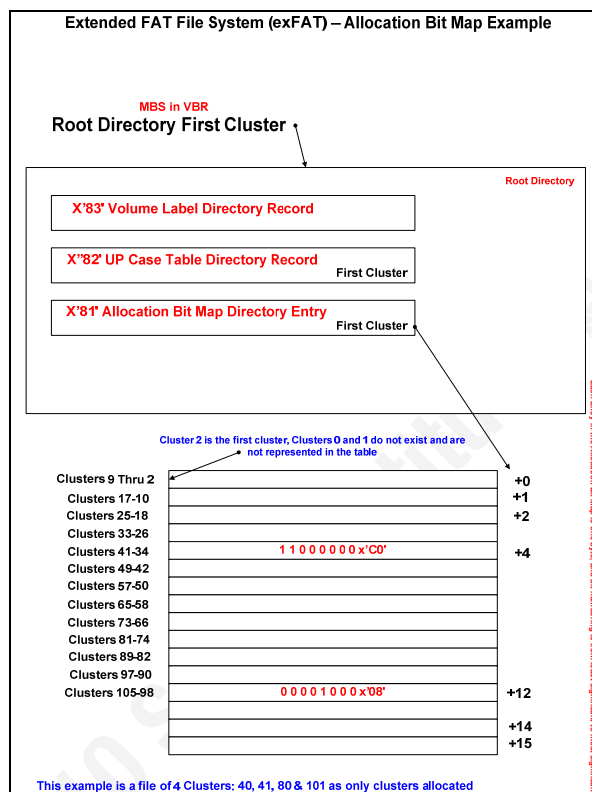 Extended FAT File System (exFAT) – Allocation Bit Map Example
MBS in VBR
Root Directory First Cluster
Root Directory
X'83' Volume Label Directory Record
X''82' UP Case Table Directory Record
First Cluster
X'81' Allocation Bit Map Directory Entry
First Cluster
Cluster 2 is the first cluster, Clusters 0 and 1 do not exist and are
not represented in the table
Clusters 9 Thru 2 +0
Clusters 17-10 +1
Clusters 25-18 +2
Clusters 33-26
Clusters 41-34 1 1 0 0 0 0 0 0 x'C0' +4
Clusters 49-42
Clusters 57-50
Clusters 65-58
Clusters 73-66
Clusters 81-74
Clusters 89-82
Clusters 97-90
Clusters 105-98 0 0 0 0 1 0 0 0 x'08' +12
+14
+15
This example is a file of 4 Clusters: 40, 41, 80 & 101 as only clusters allocated